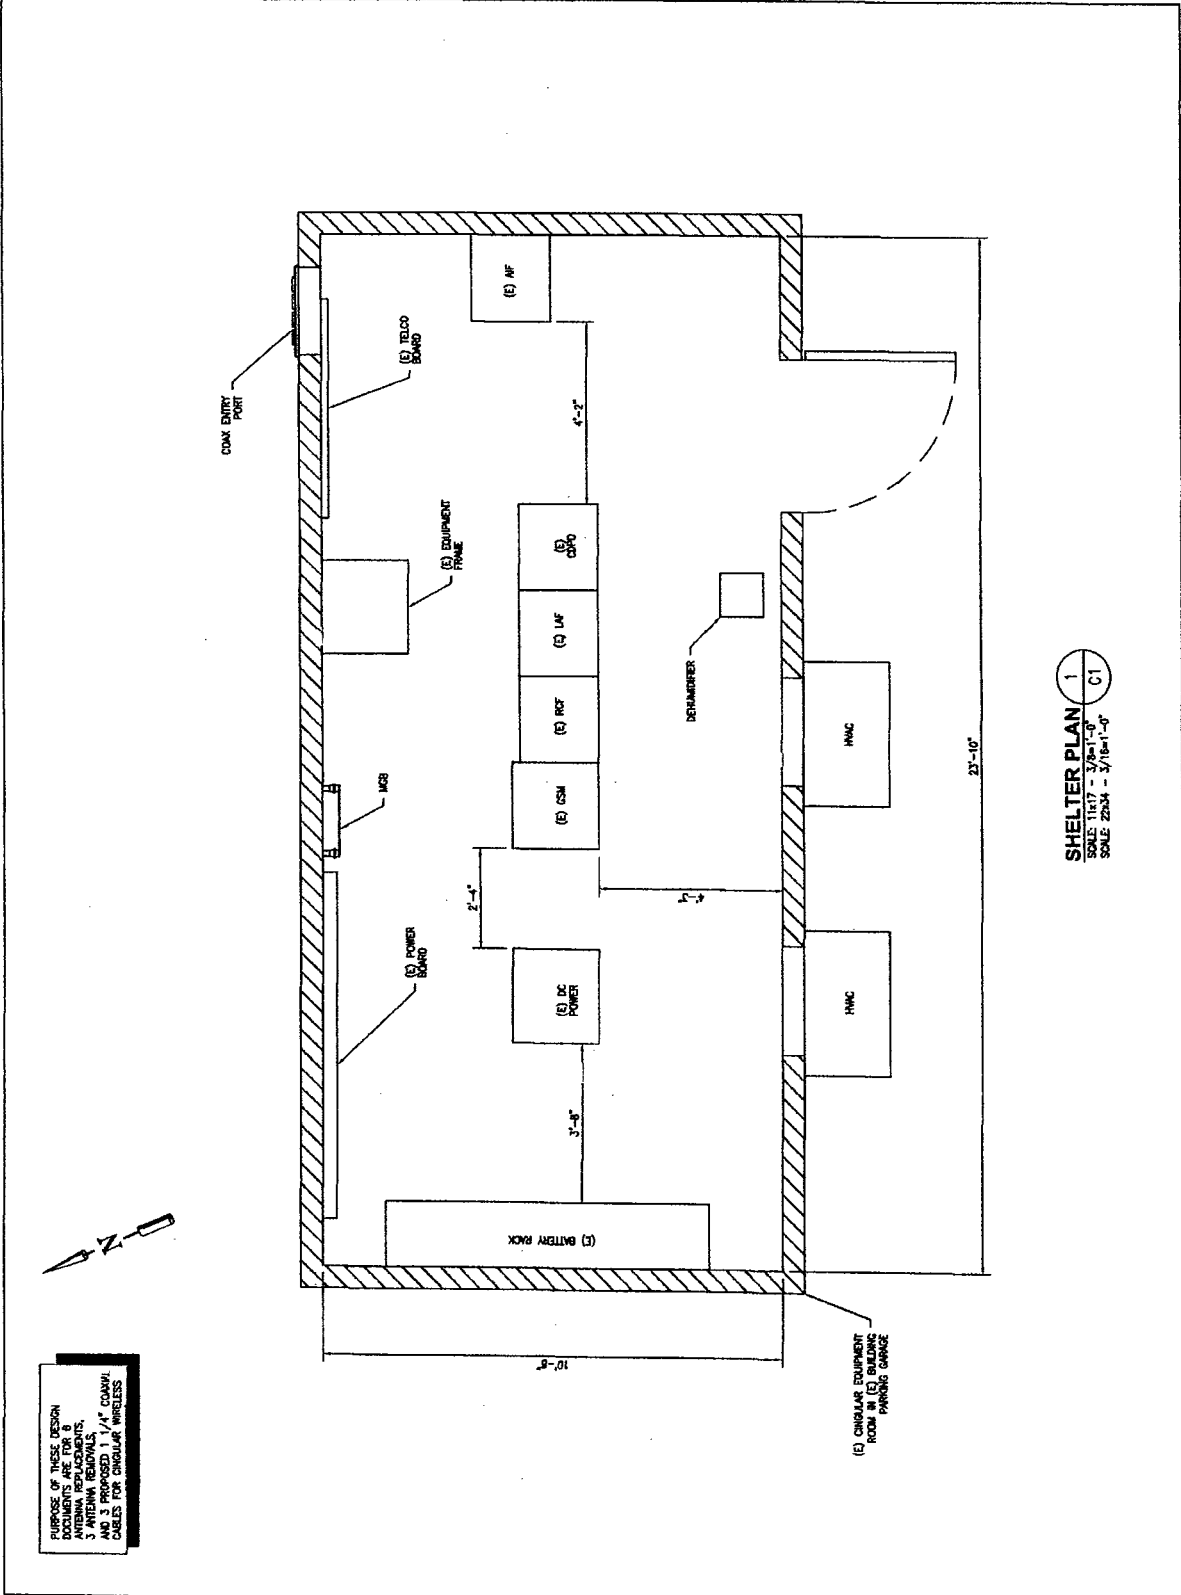 PURPOSE OF THESE DESIGN
DOCUMENTS ARE FOR 6
ANTENNA REPLACEMENTS,
3 ANTENNA REMOVALS,
AND 3 PROPOSED 1 1/4" COAXIAL
CABLES FOR CINGULAR WIRELESS
N
COAX ENTRY
PORT
(E) TELCO
BOARD
(E) AIF
4'-2"
(E) EQUIPMENT
FRAME
(E)
CDPD
(E) LAF
(E) RCF
(E) GSM
MGB
DEHUMIDIFIER
2'-4"
(E) POWER
BOARD
(E) DC
POWER
3'-8"
(E) BATTERY RACK
HVAC
HVAC
23'-10"
10'-8"
(E) CINGULAR EQUIPMENT
ROOM IN (E) BUILDING
PARKING GARAGE
SHELTER PLAN
1
C1
SCALE: 11x17 - 3/8=1'-0"
SCALE: 22x34 - 3/16=1'-0"